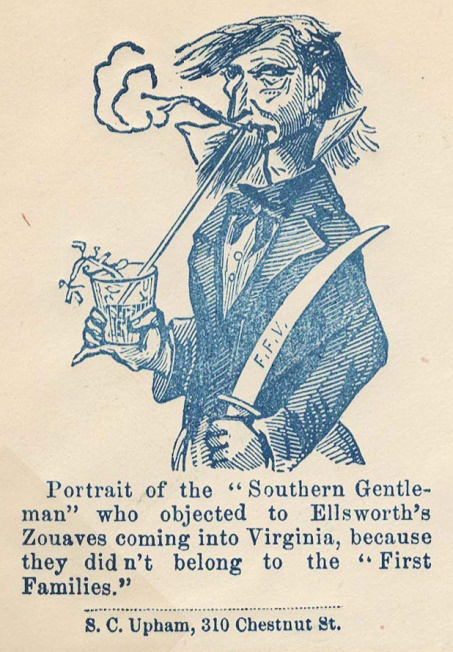 F.F.V.
Portrait of the “Southern Gentle-
man” who objected to Ellsworth's
Zouaves coming into Virginia, because
they didn't belong to the “First
Families.”
S. C. Upham, 310 Chestnut St.